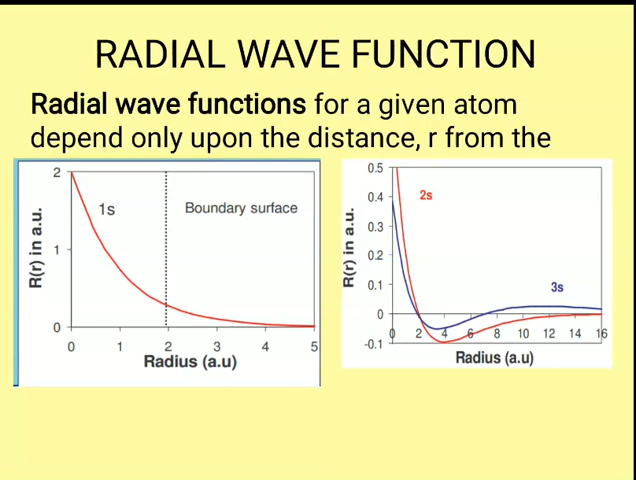 RADIAL WAVE FUNCTION
Radial wave functions for a given atom
depend only upon the distance, r from the
2
1s
Boundary surface
R(r) in a.u.
1
0
0 1 2 3 4 5
Radius (a.u)
0.5
2s
0.4
R(r) in a.u.
0.3
0.2
0.1
3s
0
0 2 4 6 8 10 12 14 16
-0.1
Radius (a.u)